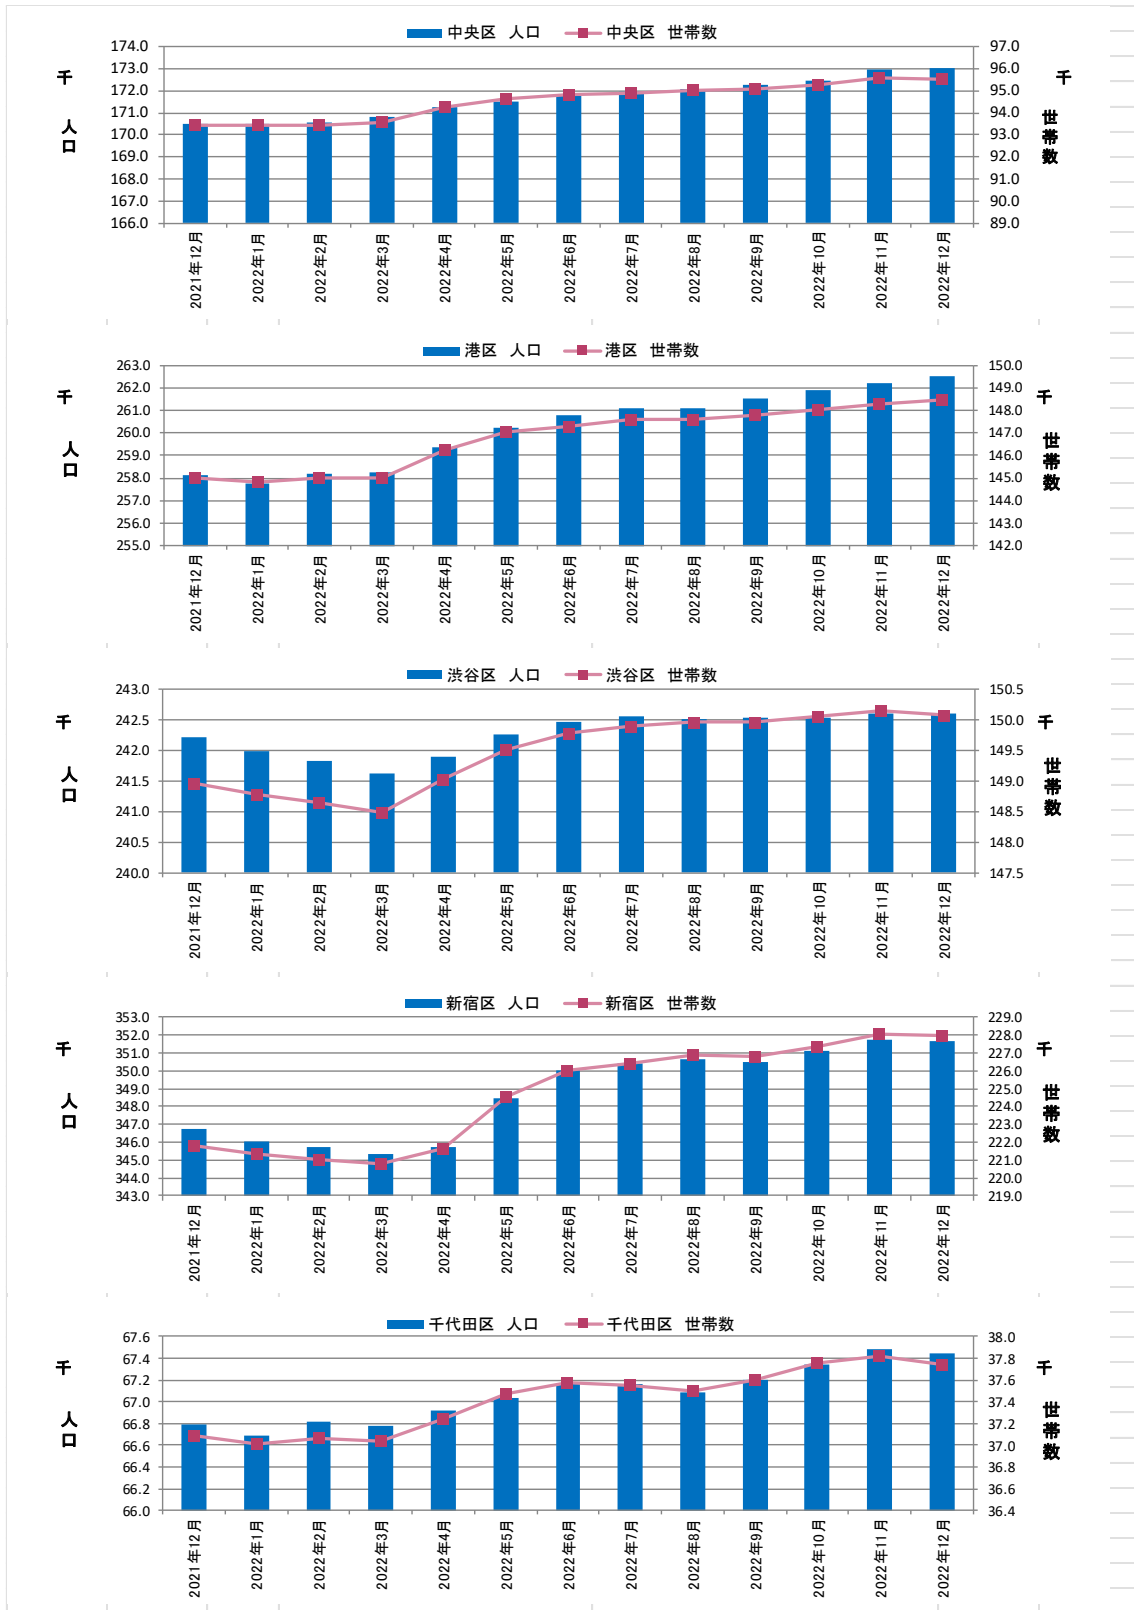 中央区　人口　中央区　世帯数
千
人口
174.0
173.0
172.0
171.0
170.0
169.0
168.0
167.0
166.0
97.0
96.0
95.0
94.0
93.0
92.0
91.0
90.0
89.0
千
世帯数
2021年12月
2022年1月
2022年2月
2022年3月
2022年4月
2022年5月
2022年6月
2022年7月
2022年8月
2022年9月
2022年10月
2022年11月
2022年12月
港区　人口　港区　世帯数
千
人口
263.0
262.0
261.0
260.0
259.0
258.0
257.0
256.0
255.0
150.0
149.0
148.0
147.0
146.0
145.0
144.0
143.0
142.0
千
世帯数
2021年12月
2022年1月
2022年2月
2022年3月
2022年4月
2022年5月
2022年6月
2022年7月
2022年8月
2022年9月
2022年10月
2022年11月
2022年12月
渋谷区　人口　渋谷区　世帯数
千
人口
243.0
242.5
242.0
241.5
241.0
240.5
240.0
150.5
150.0
149.5
149.0
148.5
148.0
147.5
千
世帯数
2021年12月
2022年1月
2022年2月
2022年3月
2022年4月
2022年5月
2022年6月
2022年7月
2022年8月
2022年9月
2022年10月
2022年11月
2022年12月
新宿区　人口　新宿区　世帯数
千
人口
353.0
352.0
351.0
350.0
349.0
348.0
347.0
346.0
345.0
344.0
343.0
229.0
228.0
227.0
226.0
225.0
224.0
223.0
222.0
221.0
220.0
219.0
千
世帯数
2021年12月
2022年1月
2022年2月
2022年3月
2022年4月
2022年5月
2022年6月
2022年7月
2022年8月
2022年9月
2022年10月
2022年11月
2022年12月
千代田区　人口　千代田区　世帯数
千
人口
67.6
67.4
67.2
67.0
66.8
66.6
66.4
66.2
66.0
38.0
37.8
37.6
37.4
37.2
37.0
36.8
36.6
36.4
千
世帯数
2021年12月
2022年1月
2022年2月
2022年3月
2022年4月
2022年5月
2022年6月
2022年7月
2022年8月
2022年9月
2022年10月
2022年11月
2022年12月